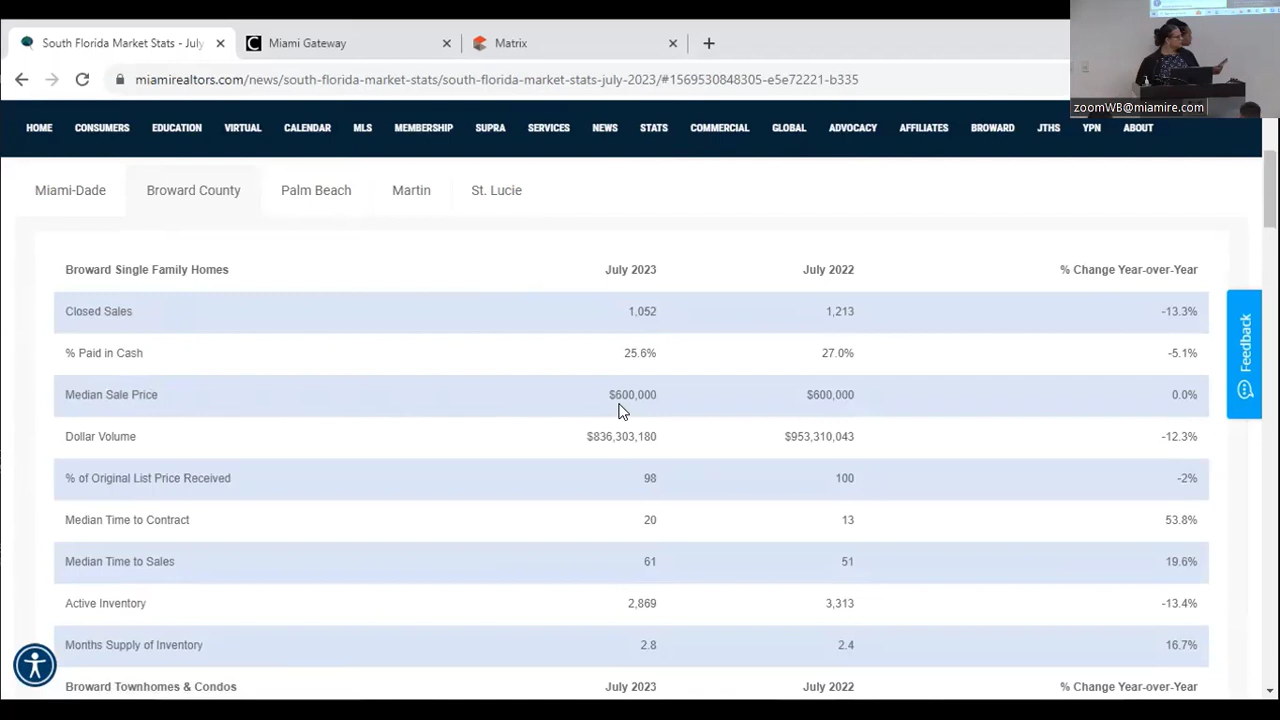 South Florida Market Stats - July
Miami Gateway
Matrix
miamirealtors.com/news/south-florida-market-stats/south-florida-market-stats-july-2023/#1569530848305-e5e72221-b335
zoomWB@miamire.com
HOME CONSUMERS EDUCATION VIRTUAL CALENDAR MLS MEMBERSHIP SUPRA SERVICES NEWS STATS COMMERCIAL GLOBAL ADVOCACY AFFILIATES BROWARD JTHS YPN ABOUT
Miami-Dade Broward County Palm Beach Martin St. Lucie
Broward Single Family Homes July 2023 July 2022 % Change Year-over-Year
Closed Sales 1,052 1,213 -13.3%
% Paid in Cash 25.6% 27.0% -5.1%
Median Sale Price $600,000 $600,000 0.0%
Dollar Volume $836,303,180 $953,310,043 -12.3%
% of Original List Price Received 98 100 -2%
Median Time to Contract 20 13 53.8%
Median Time to Sales 61 51 19.6%
Active Inventory 2,869 3,313 -13.4%
Months Supply of Inventory 2.8 2.4 16.7%
Broward Townhomes & Condos July 2023 July 2022 % Change Year-over-Year
Feedback